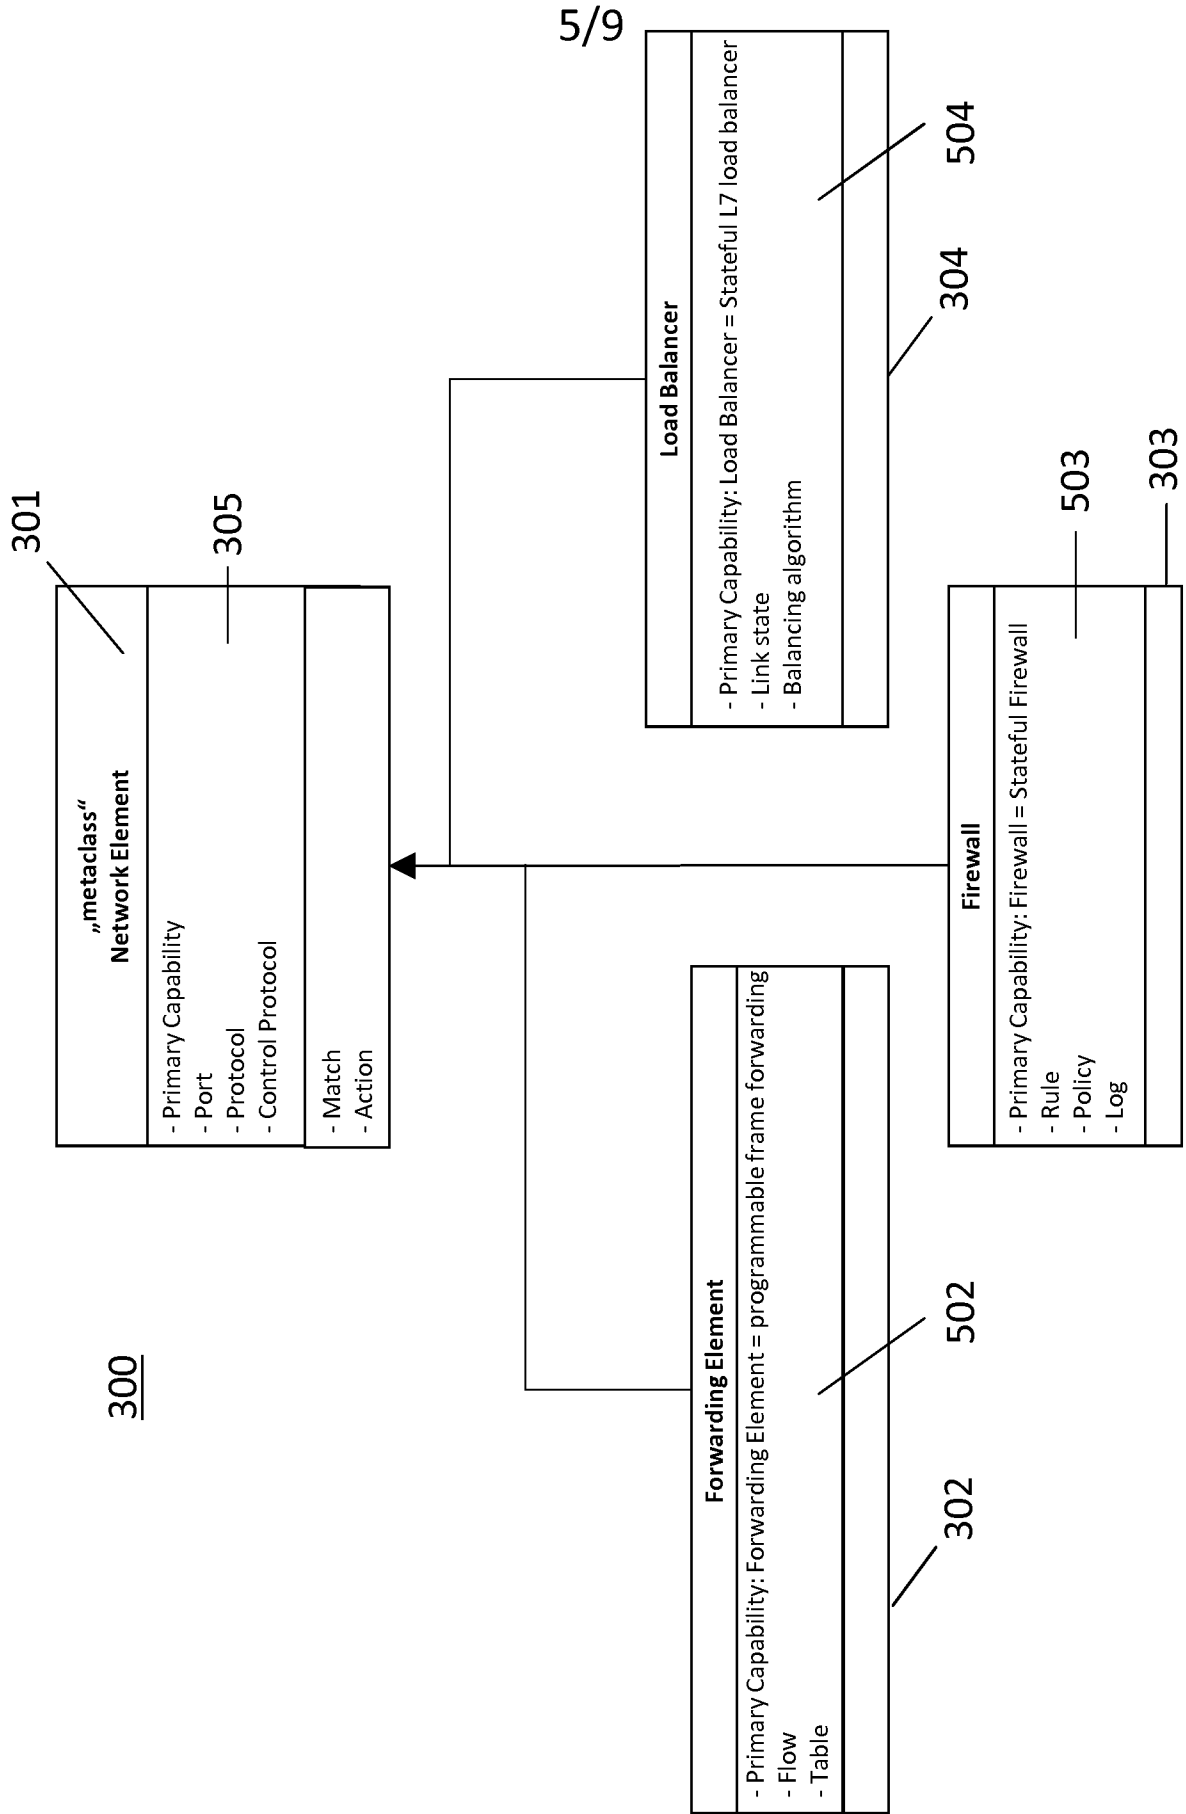 5/9
300
301
„metaclass“
Network Element
305
- Primary Capability
- Port
- Protocol
- Control Protocol
- Match
- Action
Forwarding Element
- Primary Capability: Forwarding Element = programmable frame forwarding
- Flow
- Table
502
302
Load Balancer
- Primary Capability: Load Balancer = Stateful L7 load balancer
- Link state
- Balancing algorithm
504
304
Firewall
- Primary Capability: Firewall = Stateful Firewall
- Rule
- Policy
- Log
503
303